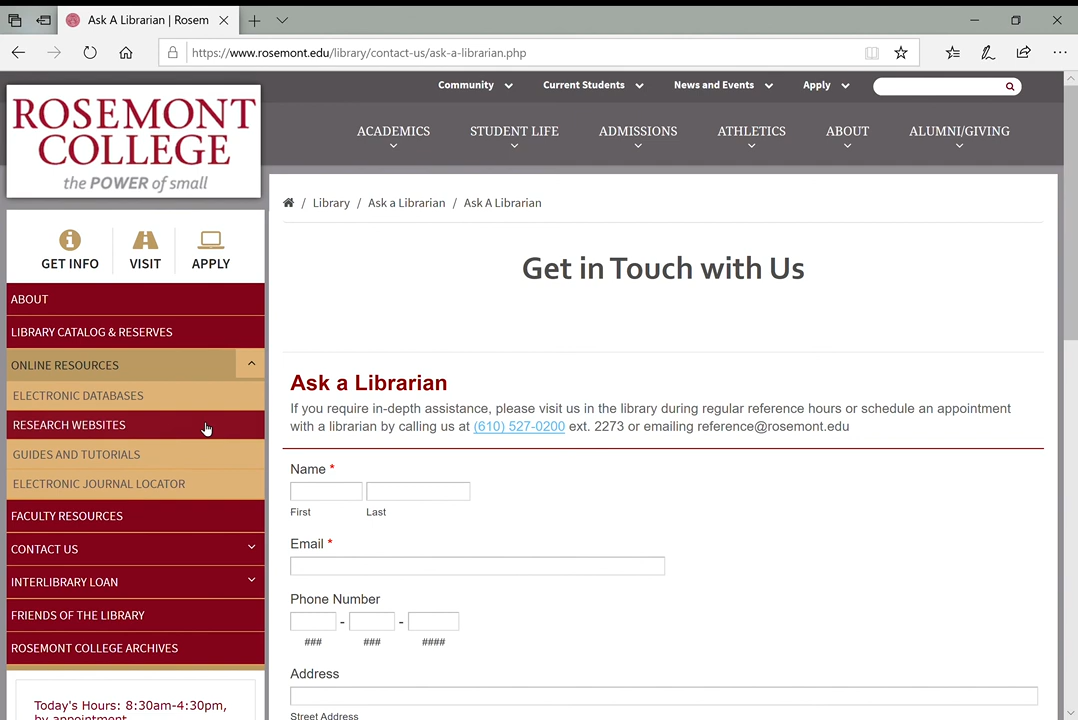 Ask A Librarian | Rosem
https://www.rosemont.edu/library/contact-us/ask-a-librarian.php
Community
Current Students
News and Events
Apply
ROSEMONT
COLLEGE
the POWER of small
ACADEMICS
STUDENT LIFE
ADMISSIONS
ATHLETICS
ABOUT
ALUMNI/GIVING
/ Library / Ask a Librarian / Ask A Librarian
GET INFO
VISIT
APPLY
ABOUT
LIBRARY CATALOG & RESERVES
ONLINE RESOURCES
ELECTRONIC DATABASES
RESEARCH WEBSITES
GUIDES AND TUTORIALS
ELECTRONIC JOURNAL LOCATOR
FACULTY RESOURCES
CONTACT US
INTERLIBRARY LOAN
FRIENDS OF THE LIBRARY
ROSEMONT COLLEGE ARCHIVES
Today's Hours: 8:30am-4:30pm,
by appointment
Get in Touch with Us
Ask a Librarian
If you require in-depth assistance, please visit us in the library during regular reference hours or schedule an appointment
with a librarian by calling us at (610) 527-0200 ext. 2273 or emailing reference@rosemont.edu
Name *
First
Last
Email *
Phone Number
- -
### ### ####
Address
Street Address